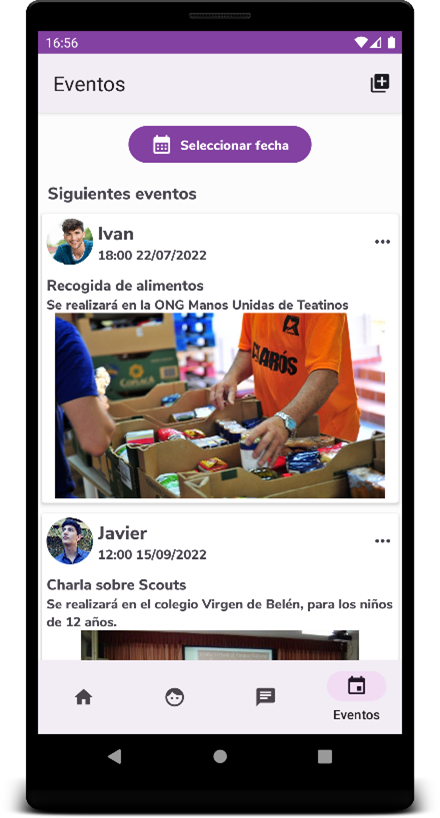 16:56
Eventos
Seleccionar fecha
Siguientes eventos
Ivan
18:00 22/07/2022
Recogida de alimentos
Se realizará en la ONG Manos Unidas de Teatinos
Javier
12:00 15/09/2022
Charla sobre Scouts
Se realizará en el colegio Virgen de Belén, para los niños
de 12 años.
Eventos